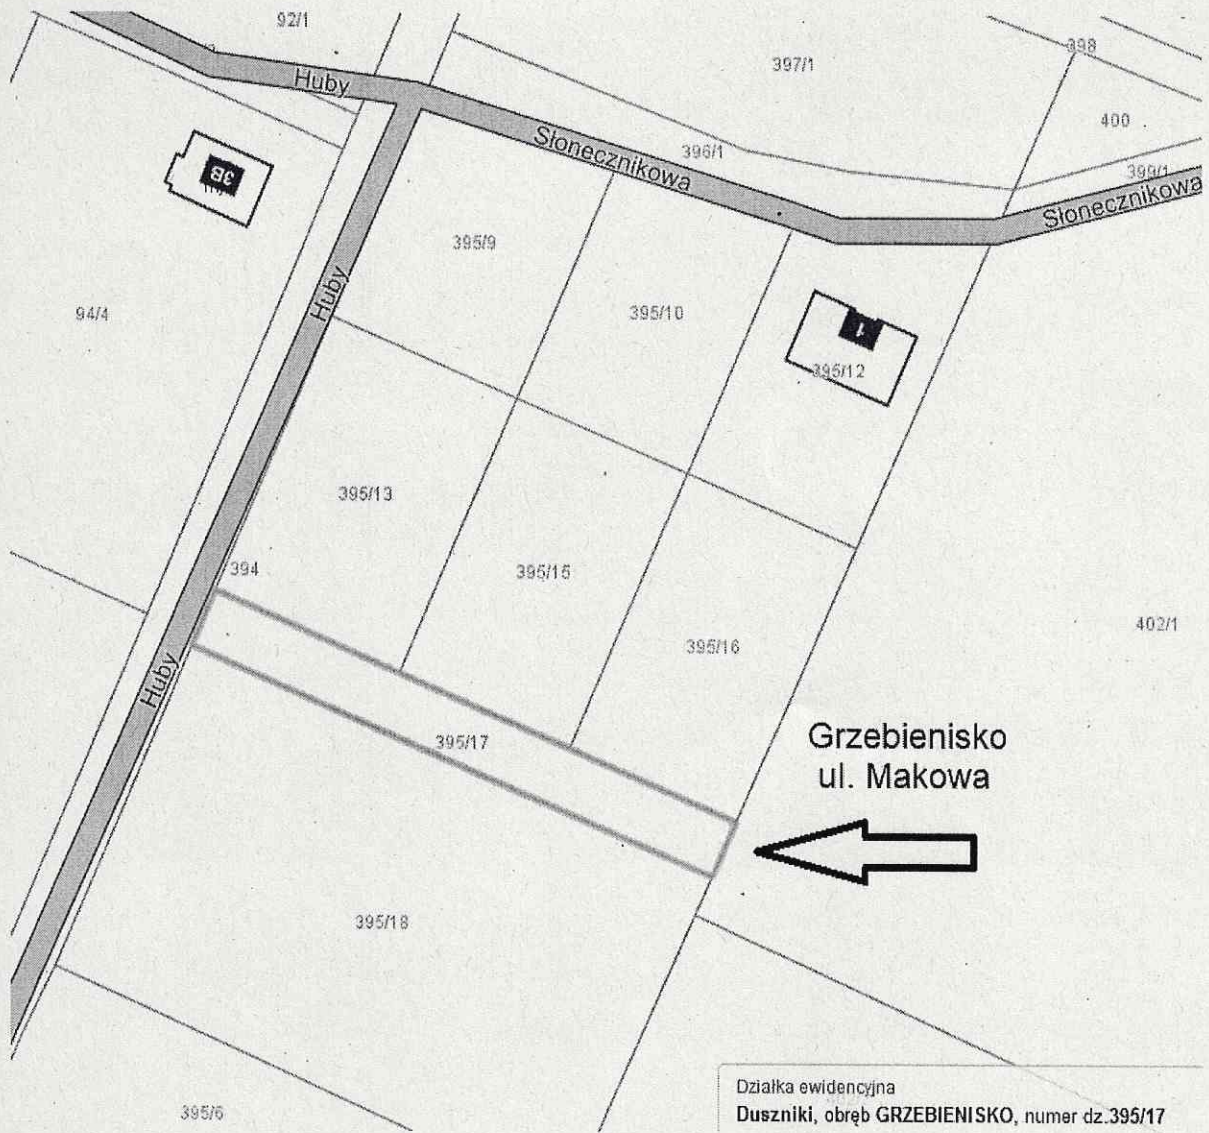 92/1
398
397/1
Huby
400
Słonecznikowa
396/1
399/1
3B
Słonecznikowa
395/9
Huby
94/4
395/10
1
395/12
395/13
394
395/15
402/1
395/16
Huby
Grzebienisko
ul. Makowa
395/17
395/18
Działka ewidencyjna
Duszniki, obręb GRZEBIENISKO, numer dz.395/17
395/6